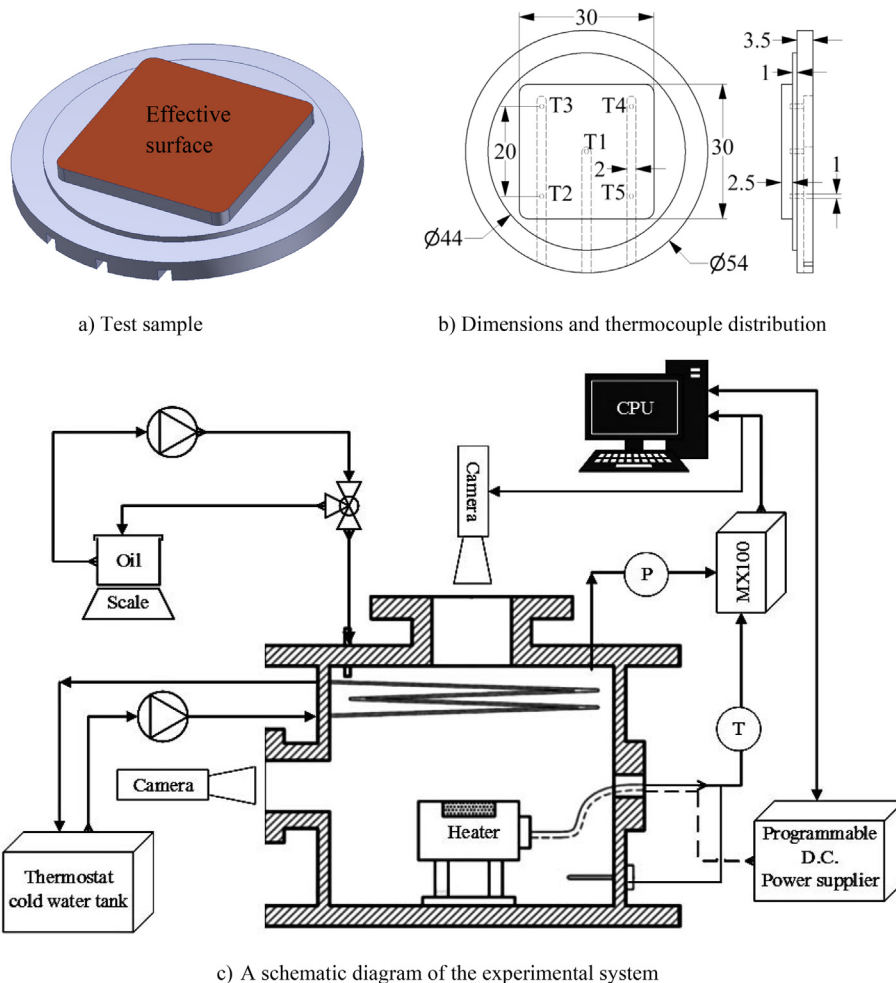 Effective
surface
a) Test sample
30
3.5
1
T3
T4
T1
20
2
30
T2
T5
2.5
1
Ø44
Ø54
b) Dimensions and thermocouple distribution
CPU
Camera
Oil
Scale
P
MX100
T
Camera
Heater
Thermostat
cold water tank
Programmable
D.C.
Power supplier
c) A schematic diagram of the experimental system